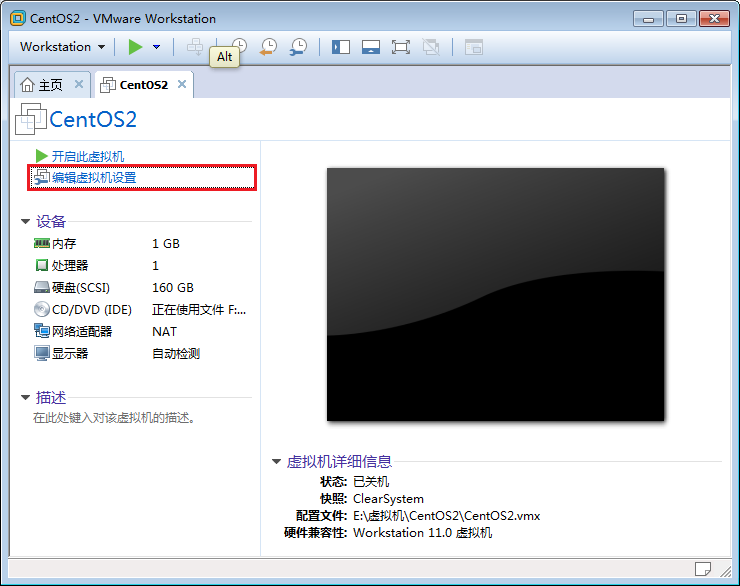 CentOS2 - VMware Workstation
Workstation
Alt
主页
CentOS2
CentOS2
开启此虚拟机
编辑虚拟机设置
设备
内存 1 GB
处理器 1
硬盘(SCSI) 160 GB
CD/DVD (IDE) 正在使用文件 F:...
网络适配器 NAT
显示器 自动检测
描述
在此处键入对该虚拟机的描述。
虚拟机详细信息
状态: 已关机
快照: ClearSystem
配置文件: E:\虚拟机\CentOS2\CentOS2.vmx
硬件兼容性: Workstation 11.0 虚拟机